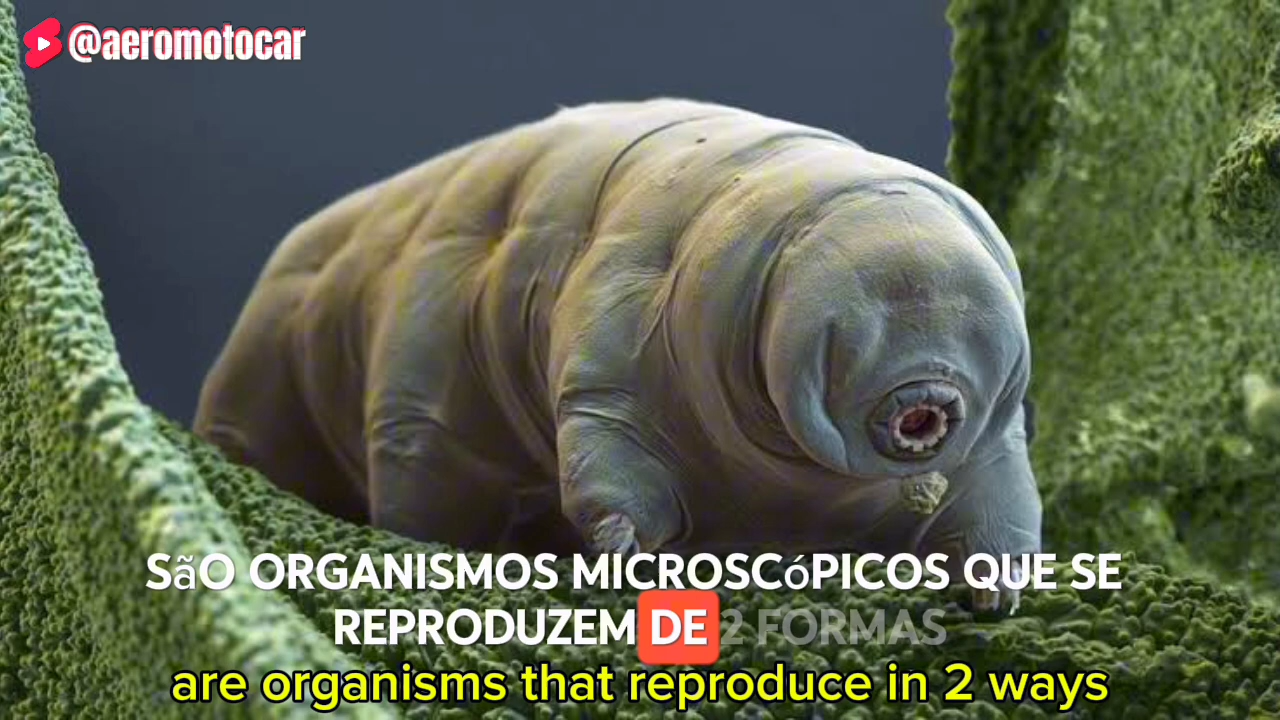 @aeromotocar
SãO ORGANISMOS MICROSCóPICOS QUE SE
REPRODUZEM DE 2 FORMAS
are organisms that reproduce in 2 ways